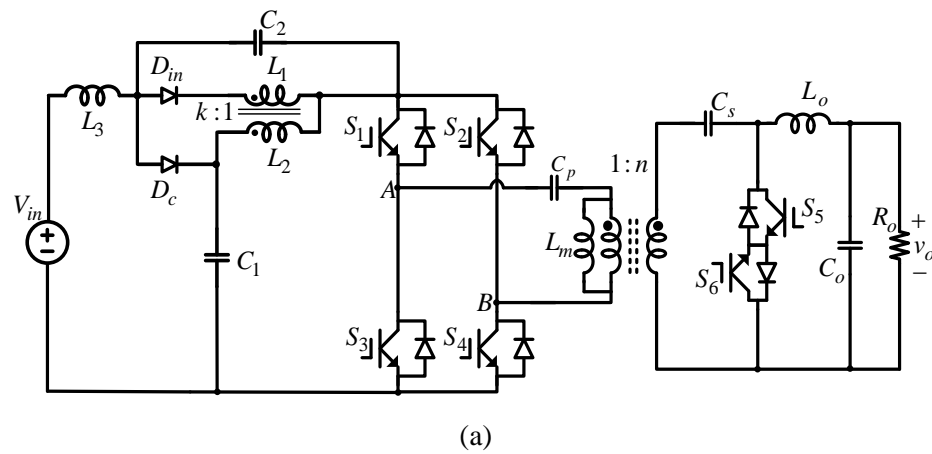 C2
Din
L1
k:1
L3
L2
Dc
Vin
C1
S1
S2
A
Cp
1:n
Lm
B
S3
S4
Cs
Lo
S5
S6
Co
Ro
+
vo
−
(a)